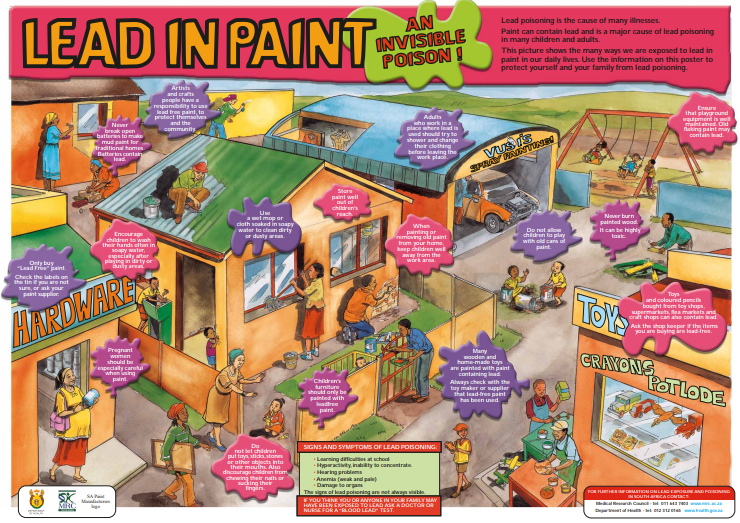 LEAD IN PAINT
AN
INVISIBLE
POISON !
Lead poisoning is the cause of many illnesses.
Paint can contain lead and is a major cause of lead poisoning
in many children and adults.
This picture shows the many ways we are exposed to lead in
paint in our daily lives. Use the information on this poster to
protect yourself and your family from lead poisoning.
Artists
and crafts
people have a
responsibility to use
lead free paint, to
protect themselves
and the
community.
Never
break open
batteries to make
mud paint for
traditional homes.
Batteries contain
lead.
Adults
who work in a
place where lead is
used should try to
shower and change
their clothing
before leaving the
work place.
VUSI'S
SPRAY PAINTING!
Ensure
that playground
equipment is well
maintained. Old
flaking paint may
contain lead.
Store
paint well
out of
children's
reach.
Use
a wet mop or
cloth soaked in soapy
water to clean dirty
or dusty areas.
When
painting or
removing old paint
from your home,
keep children well
away from the
work area.
Do not allow
children to play
with old cans of
paint.
Never burn
painted wood.
It can be highly
toxic.
Encourage
children to wash
their hands often in
soapy water,
especially after
playing in dirty or
dusty areas.
Only buy
"Lead Free" paint.
Check the labels on
the tin if you are not
sure, or ask your
paint supplier.
HARDWARE
TOYS
Toys
and coloured pencils
bought from toy shops,
supermarkets, flea markets and
craft shops can also contain lead.
Ask the shop keeper if the items
you are buying are lead-free.
CRAYONS
POTLODE
Pregnant
women
should be
especially careful
when using
paint.
Children's
furniture
should only be
painted with
leadfree
paint.
Many
wooden and
home-made toys
are painted with paint
containing lead.
Always check with the
toy maker or supplier
that lead-free paint
has been used.
Do
not let children
put toys, sticks, stones
or other objects into
their mouths. Also
discourage children from
chewing their nails or
sucking their
fingers.
SIGNS AND SYMPTOMS OF LEAD POISONING:
· Learning difficulties at school
· Hyperactivity, inability to concentrate.
· Hearing problems
· Anemia (weak and pale)
· Damage to organs
The signs of lead poisoning are not always visible.
IF YOU THINK YOU OR ANYONE IN YOUR FAMILY MAY
HAVE BEEN EXPOSED TO LEAD ASK A DOCTOR OR
NURSE FOR A "BLOOD LEAD" TEST
MRC
SA Paint
Manufactures
logo
FOR FURTHER INFORMATION ON LEAD EXPOSURE AND POISONING
IN SOUTH AFRICA CONTACT:
Medical Research Council - tel: 011 643 7403 www.mrc.ac.za
Department of Health - tel: 012 312 0165 www.health.gov.za